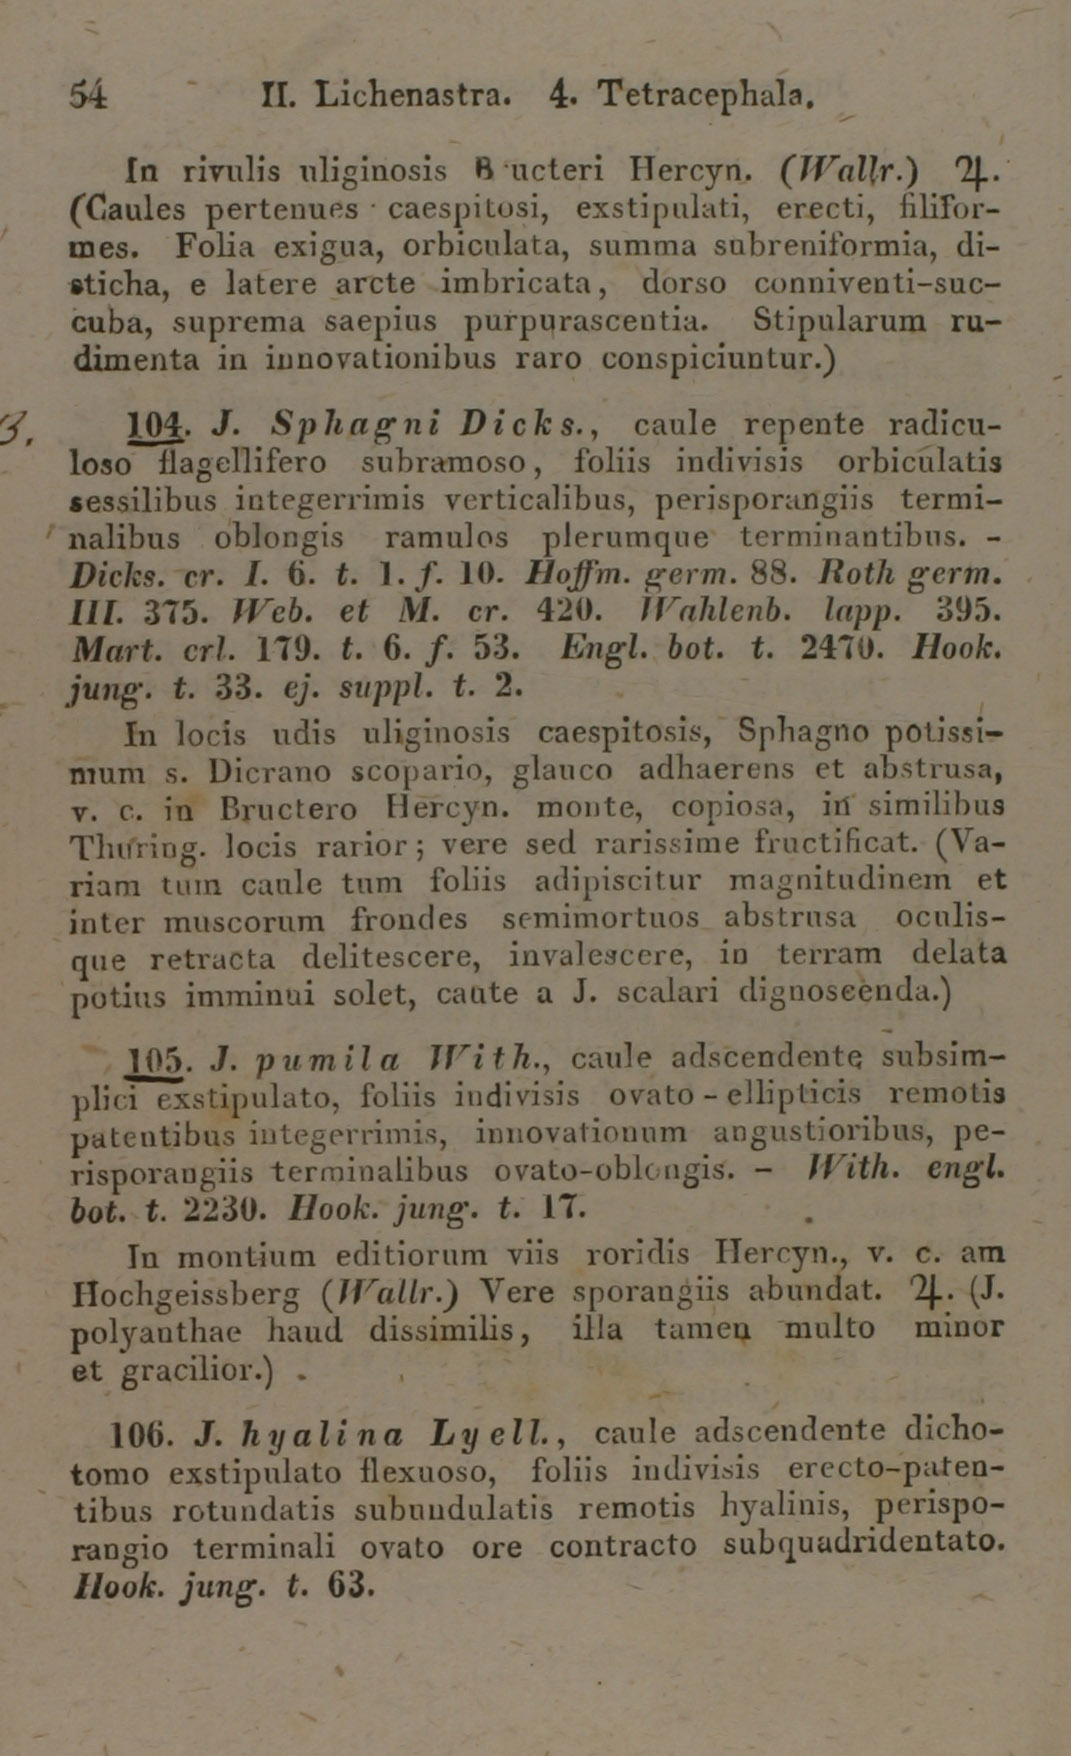 54 II. Lichenastra. 4. Tetracephala.
In rivulis uliginosis B ucteri Hercyn. (Wallr.) ♃.
(Caules pertenues caespitosi, exstipulati, erecti, filifor-
mes. Folia exigua, orbiculata, summa subreniformia, di-
sticha, e latere arcte imbricata, dorso conniventi-suc-
cuba, suprema saepius purpurascentia. Stipularum ru-
dimenta in innovationibus raro conspiciuntur.)
3. 104. J. Sphagni Dicks., caule repente radicu-
loso flagellifero subramoso, foliis indivisis orbiculatis
sessilibus integerrimis verticalibus, perisporangiis termi-
nalibus oblongis ramulos plerumque terminantibus. -
Dicks. cr. I. 6. t. 1. f. 10. Hoffm. germ. 88. Roth germ.
III. 375. Web. et M. cr. 420. Wahlenb. lapp. 395.
Mart. crl. 179. t. 6. f. 53. Engl. bot. t. 2470. Hook.
jung. t. 33. ej. suppl. t. 2.
In locis udis uliginosis caespitosis, Sphagno potissi-
mum s. Dicrano scopario, glauco adhaerens et abstrusa,
v. c. in Bructero Hercyn. monte, copiosa, in similibus
Thuring. locis rarior; vere sed rarissime fructificat. (Va-
riam tum caule tum foliis adipiscitur magnitudinem et
inter muscorum frondes semimortuos abstrusa oculis-
que retracta delitescere, invalescere, in terram delata
potius imminui solet, caute a J. scalari dignoscenda.)
105. J. pumila With., caule adscendente subsim-
plici exstipulato, foliis indivisis ovato-ellipticis remotis
patentibus integerrimis, innovationum angustioribus, pe-
risporangiis terminalibus ovato-oblongis. - With. engl.
bot. t. 2230. Hook. jung. t. 17.
In montium editiorum viis roridis Hercyn., v. c. am
Hochgeissberg (Wallr.) Vere sporangiis abundat. ♃. (J.
polyanthae haud dissimilis, illa tamen multo minor
et gracilior.)
106. J. hyalina Lyell., caule adscendente dicho-
tomo exstipulato flexuoso, foliis indivisis erecto-paten-
tibus rotundatis subundulatis remotis hyalinis, perispo-
rangio terminali ovato ore contracto subquadridentato.
Hook. jung. t. 63.